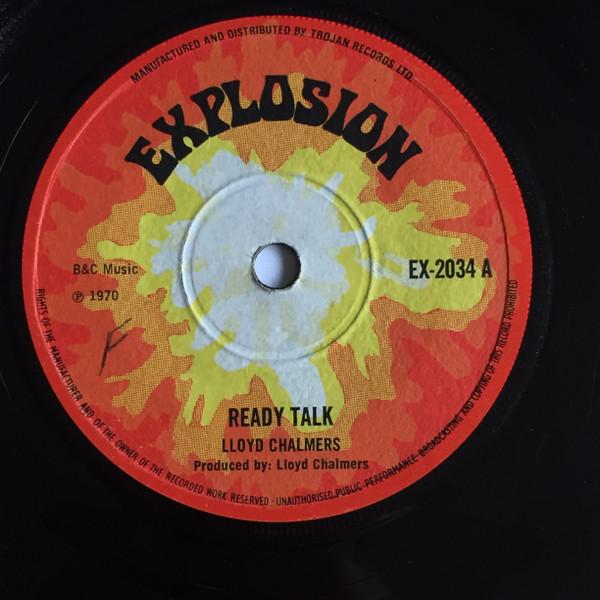 MANUFACTURED AND DISTRIBUTED BY TROJAN RECORDS LTD.
EXPLOSION
B&C Music
EX-2034 A
℗ 1970
F
READY TALK
LLOYD CHALMERS
Produced by: Lloyd Chalmers
RIGHTS OF THE MANUFACTURER AND OF THE OWNER OF THE RECORDED WORK RESERVED · UNAUTHORISED PUBLIC PERFORMANCE BROADCASTING AND COPYING OF THIS RECORD PROHIBITED